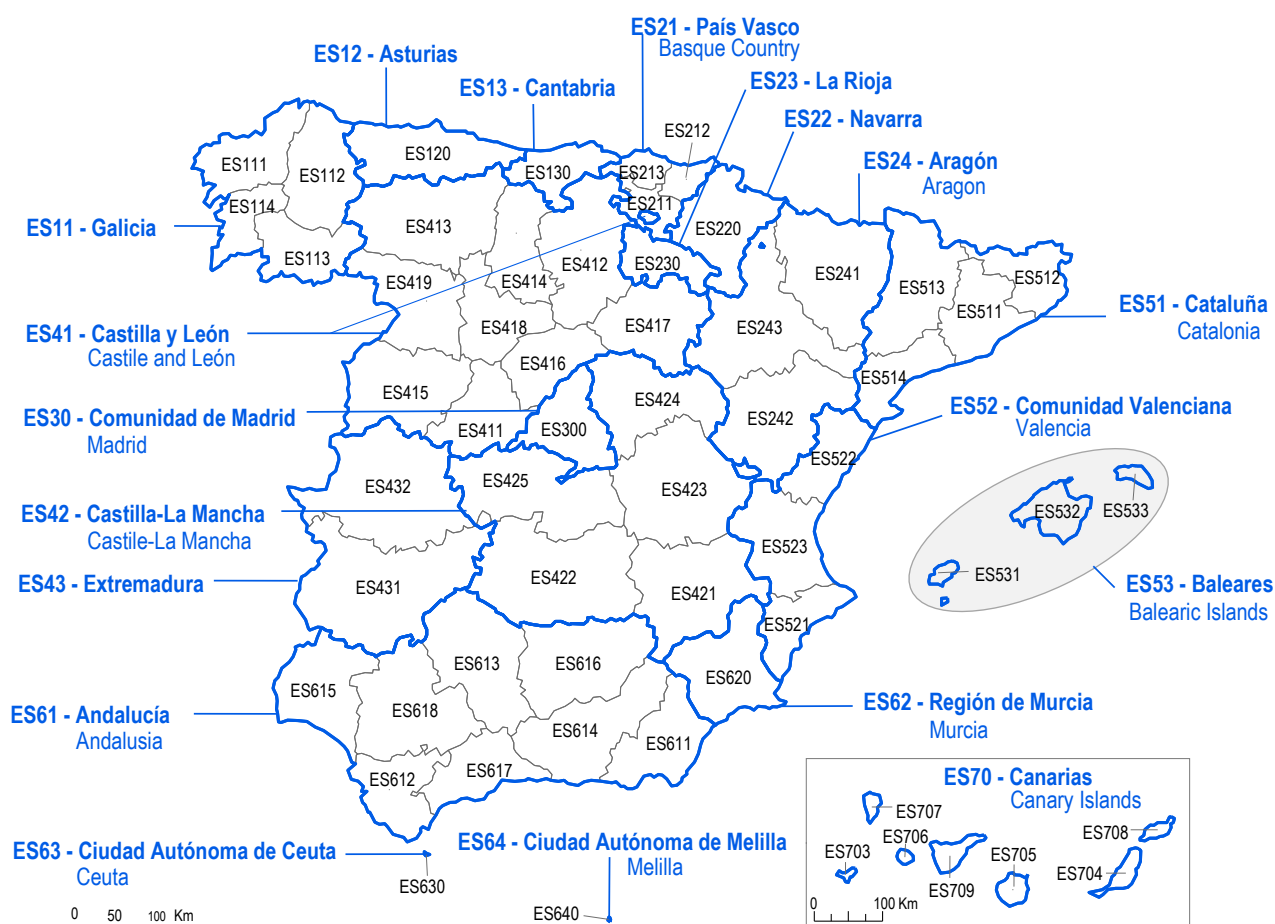 ES21 - País Vasco
Basque Country
ES12 - Asturias
ES23 - La Rioja
ES13 - Cantabria
ES22 - Navarra
ES212
ES24 - Aragón
Aragon
ES111
ES120
ES130
ES213
ES112
ES114
ES211
ES11 - Galicia
ES413
ES220
ES113
ES412
ES230
ES241
ES419
ES414
ES513
ES512
ES511
ES41 - Castilla y León
Castile and León
ES418
ES417
ES243
ES51 - Cataluña
Catalonia
ES416
ES415
ES514
ES424
ES30 - Comunidad de Madrid
Madrid
ES411
ES300
ES242
ES52 - Comunidad Valenciana
Valencia
ES522
ES432
ES425
ES423
ES42 - Castilla-La Mancha
Castile-La Mancha
ES532
ES533
ES523
ES43 - Extremadura
ES431
ES422
ES421
ES531
ES53 - Baleares
Balearic Islands
ES521
ES613
ES616
ES620
ES615
ES618
ES61 - Andalucía
Andalusia
ES614
ES611
ES62 - Región de Murcia
Murcia
ES612
ES617
ES70 - Canarias
Canary Islands
ES707
ES708
ES706
ES703
ES705
ES704
ES709
0 100 Km
ES63 - Ciudad Autónoma de Ceuta
Ceuta
ES630
ES64 - Ciudad Autónoma de Melilla
Melilla
ES640
0 50 100 Km